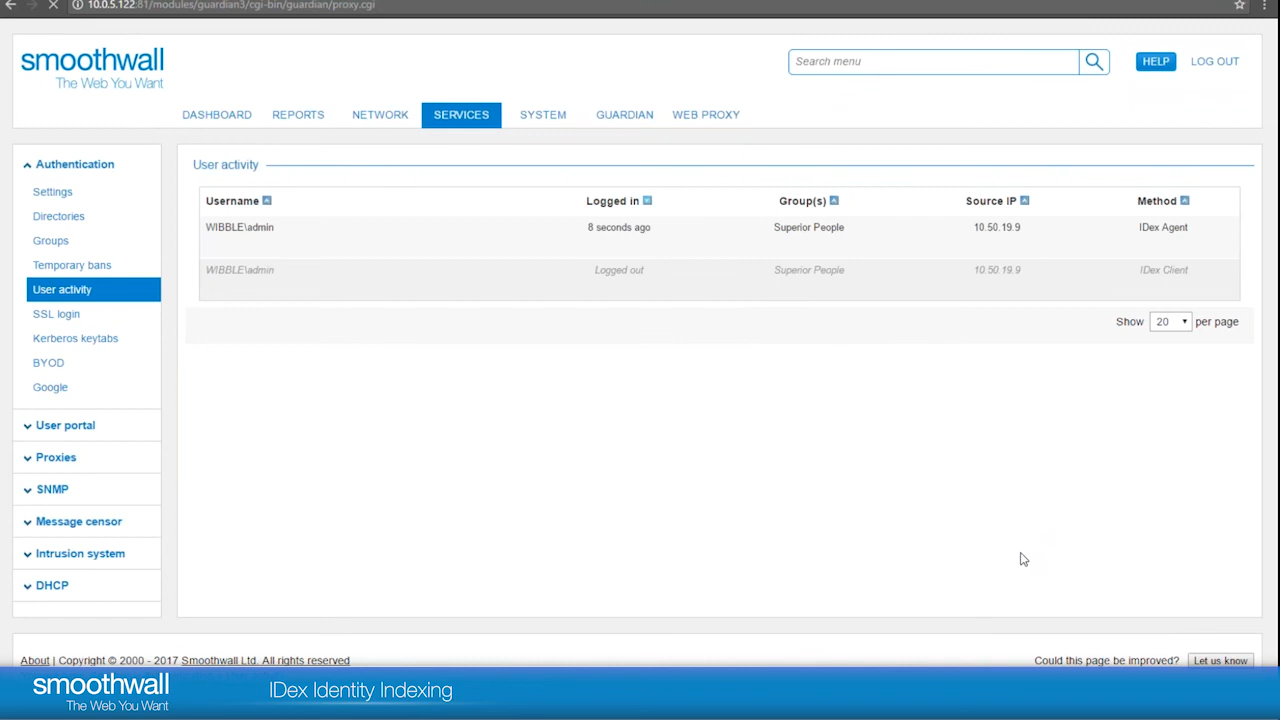 10.0.5.122:81/modules/guardian3/cgi-bin/guardian/proxy.cgi
smoothwall
The Web You Want
Search menu
HELP
LOG OUT
DASHBOARD REPORTS NETWORK SERVICES SYSTEM GUARDIAN WEB PROXY
Authentication
Settings
Directories
Groups
Temporary bans
User activity
SSL login
Kerberos keytabs
BYOD
Google
User portal
Proxies
SNMP
Message censor
Intrusion system
DHCP
User activity
Username Logged in Group(s) Source IP Method
WIBBLE\admin 8 seconds ago Superior People 10.50.19.9 IDex Agent
WIBBLE\admin Logged out Superior People 10.50.19.9 IDex Client
Show 20 per page
About | Copyright © 2000 - 2017 Smoothwall Ltd. All rights reserved
Could this page be improved? Let us know
smoothwall
The Web You Want
IDex Identity Indexing